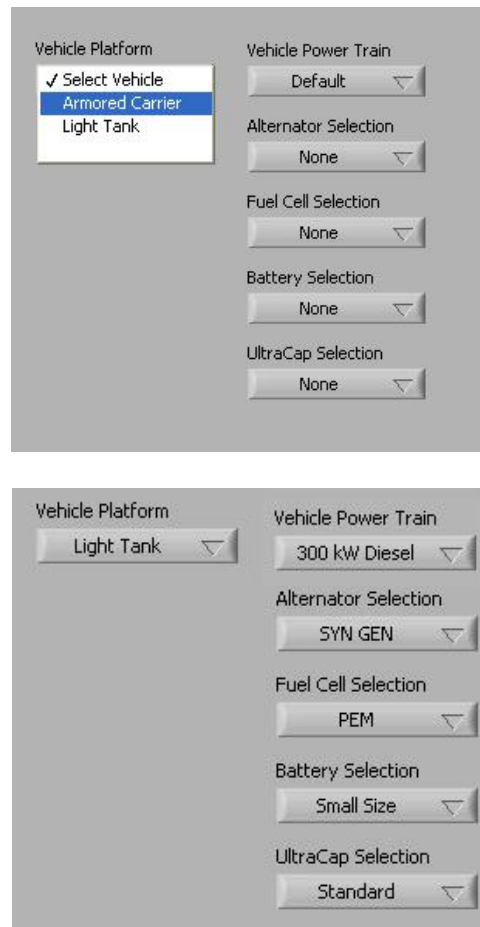 Vehicle Platform
✓ Select Vehicle
Armored Carrier
Light Tank
Vehicle Power Train
Default
Alternator Selection
None
Fuel Cell Selection
None
Battery Selection
None
UltraCap Selection
None
Vehicle Platform
Light Tank
Vehicle Power Train
300 kW Diesel
Alternator Selection
SYN GEN
Fuel Cell Selection
PEM
Battery Selection
Small Size
UltraCap Selection
Standard